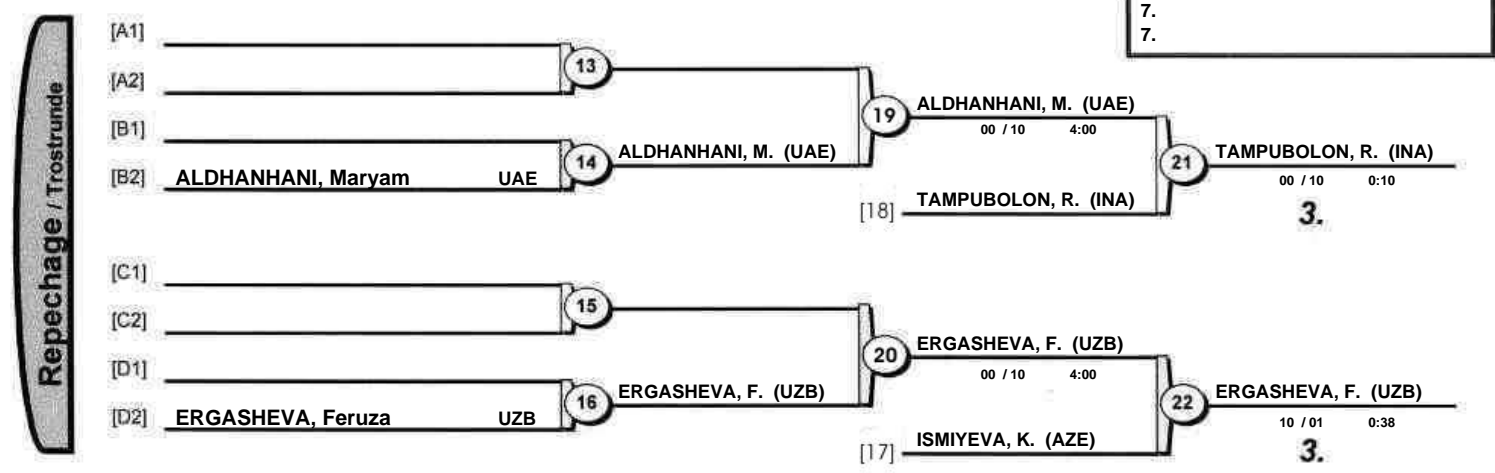 7.
7.
Repechage / Trostrunde
[A1]
[A2]
13
[B1]
[B2] ALDHANHANI, Maryam UAE
14
ALDHANHANI, M. (UAE)
19
ALDHANHANI, M. (UAE)
00 / 10 4:00
[18] TAMPUBOLON, R. (INA)
21
TAMPUBOLON, R. (INA)
00 / 10 0:10
3.
[C1]
[C2]
15
[D1]
[D2] ERGASHEVA, Feruza UZB
16
ERGASHEVA, F. (UZB)
20
ERGASHEVA, F. (UZB)
00 / 10 4:00
[17] ISMIYEVA, K. (AZE)
22
ERGASHEVA, F. (UZB)
10 / 01 0:38
3.